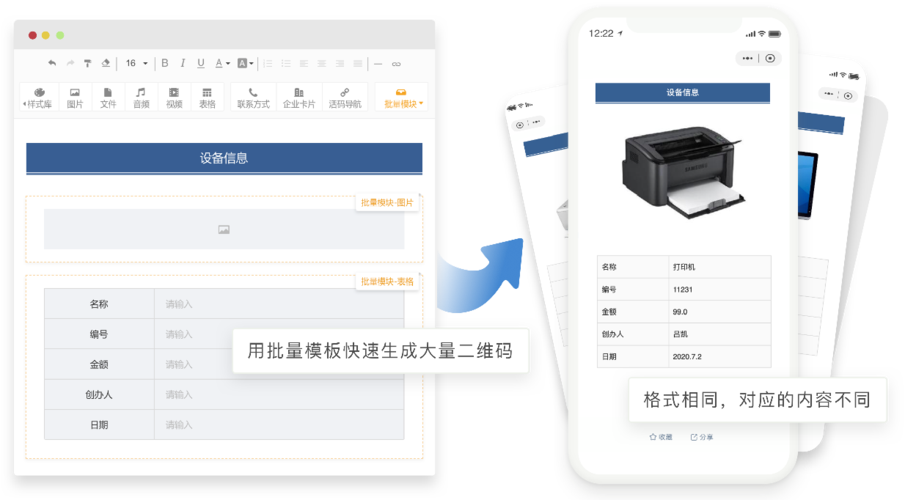 16
B I U A A
样式库 图片 文件 音频 视频 表格 联系方式 企业卡片 活码导航 批量模块
设备信息
批量模块-图片
批量模块-表格
名称 请输入
编号 请输入
金额 请输入
创办人 请输入
日期 请输入
用批量模板快速生成大量二维码
12:22
设备信息
SAMSUNG
名称 打印机
编号 11231
金额 99.0
创办人 吕凯
日期 2020.7.2
格式相同，对应的内容不同
收藏 分享